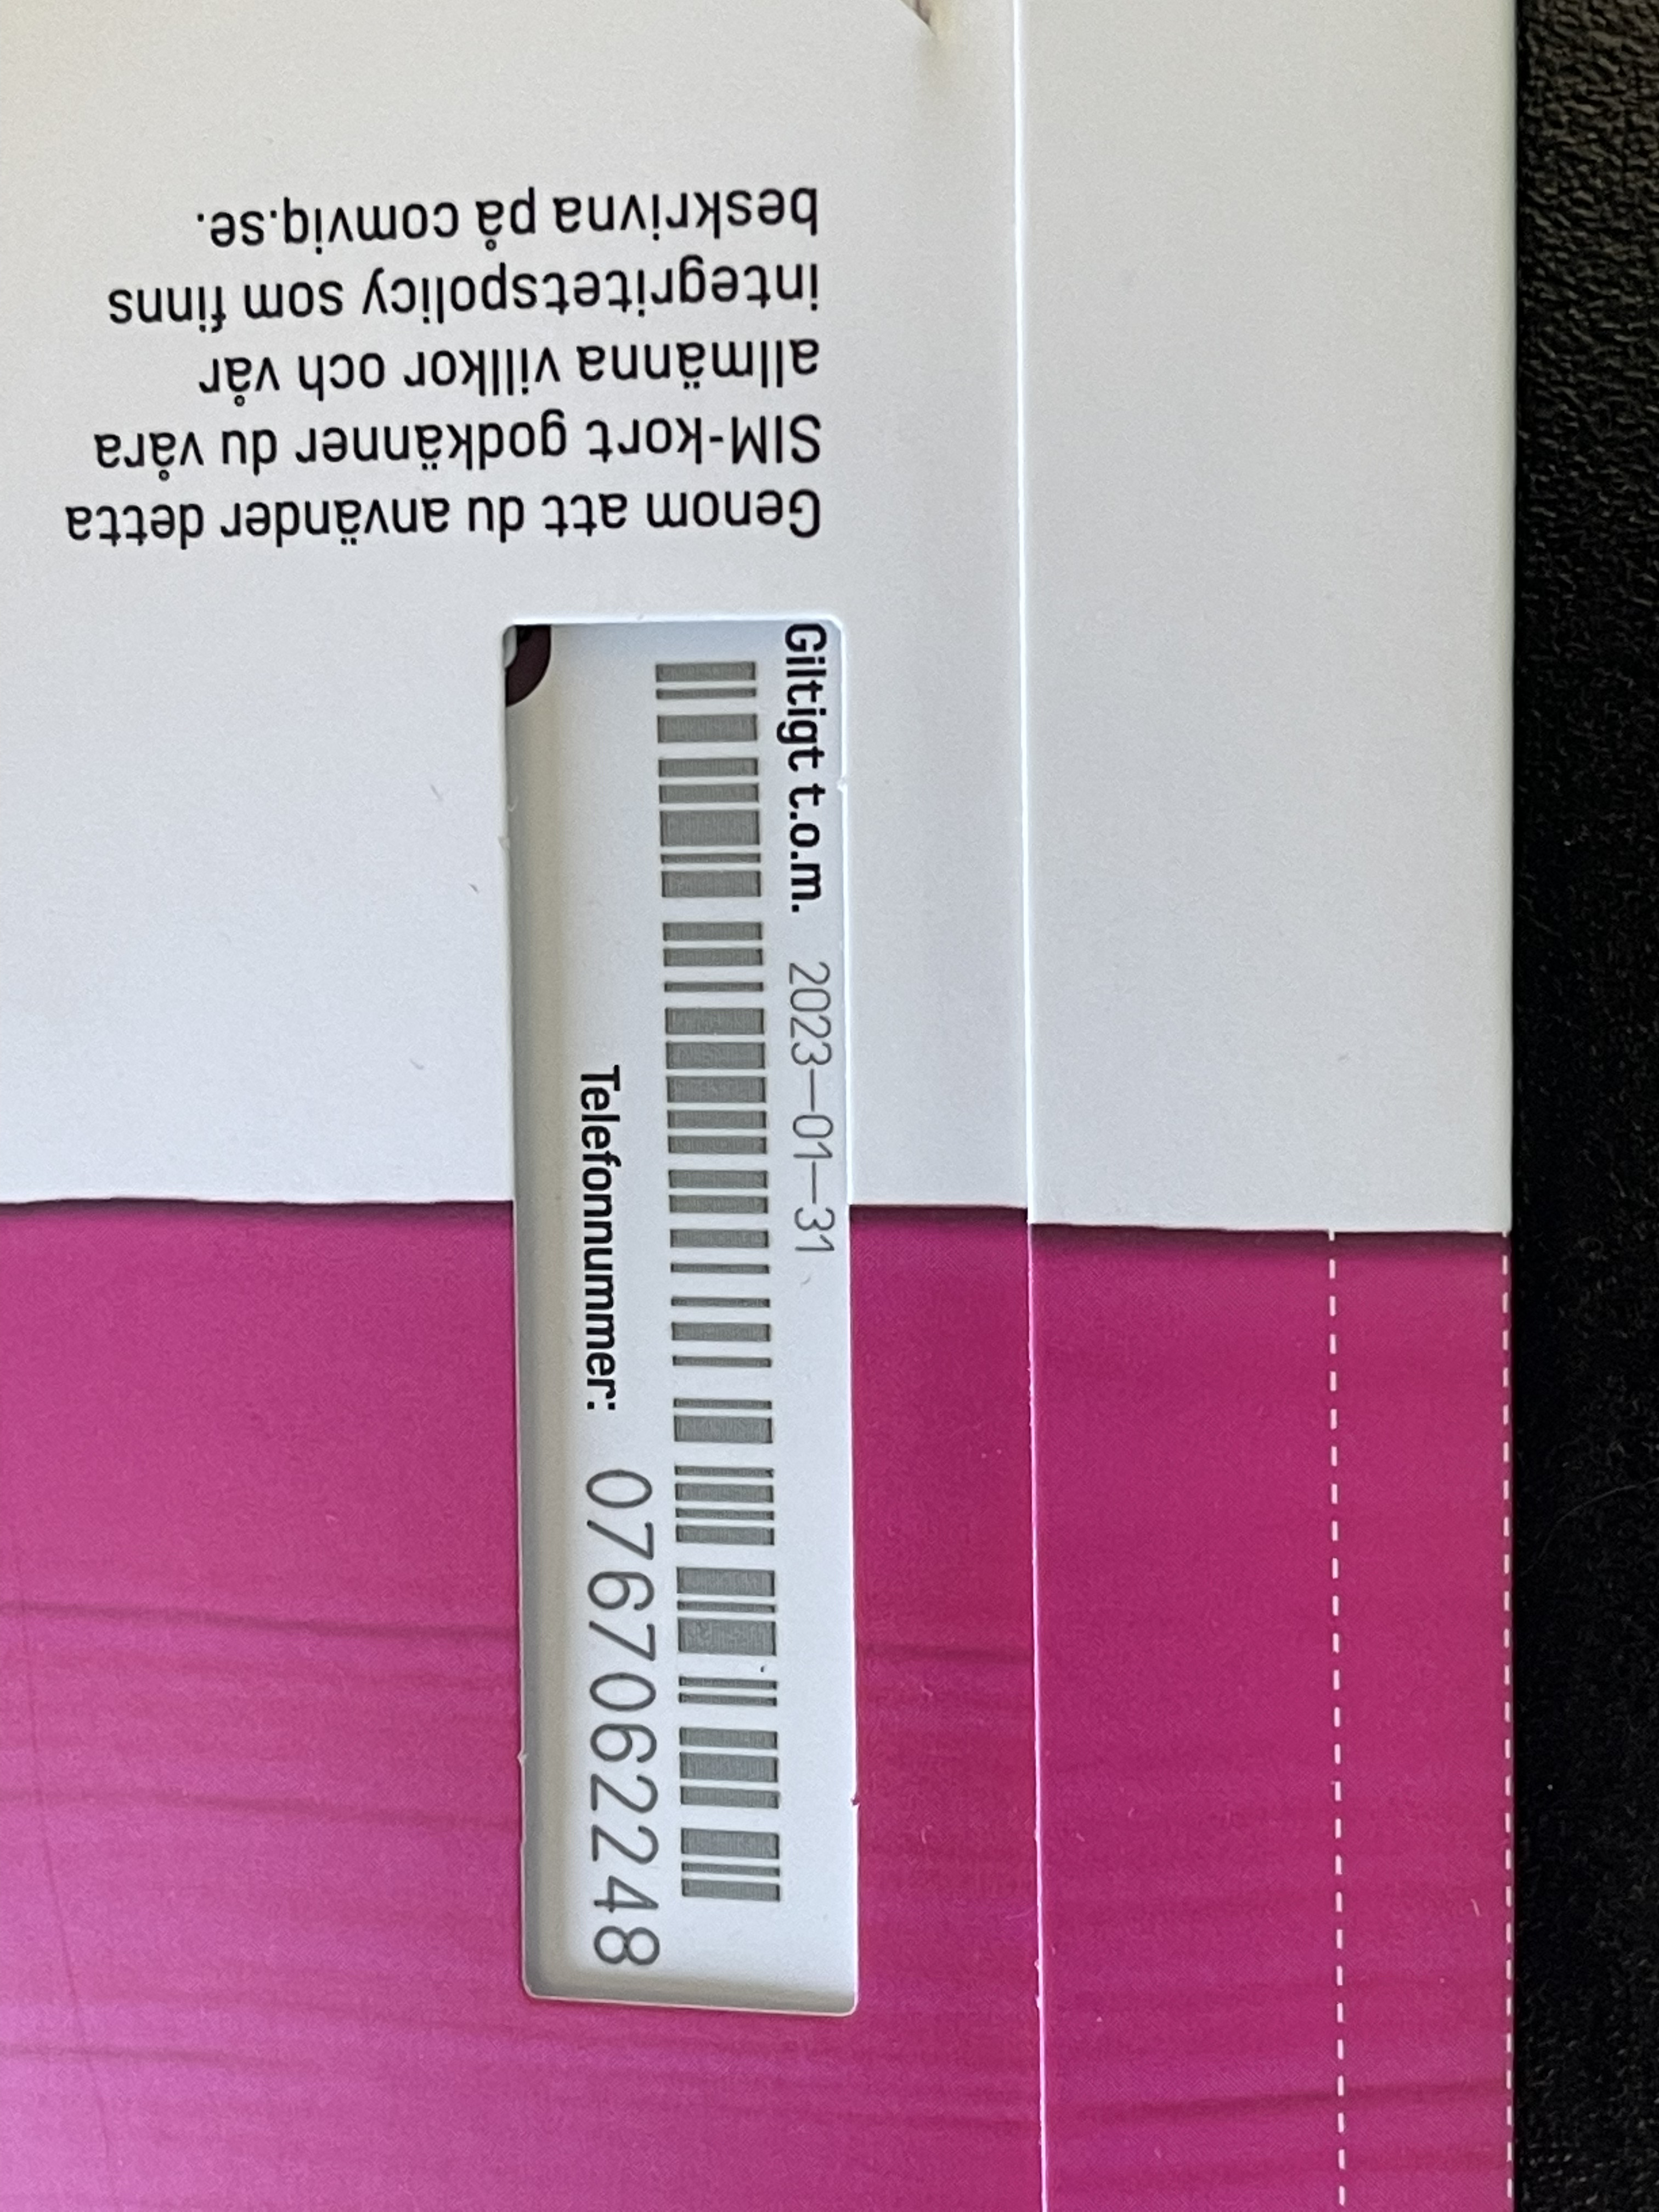 Genom att du använder detta
SIM-kort godkänner du våra
allmänna villkor och vår
integritetspolicy som finns
beskrivna på comviq.se.
Giltigt t.o.m. 2023-01-31
Telefonnummer: 0767062248